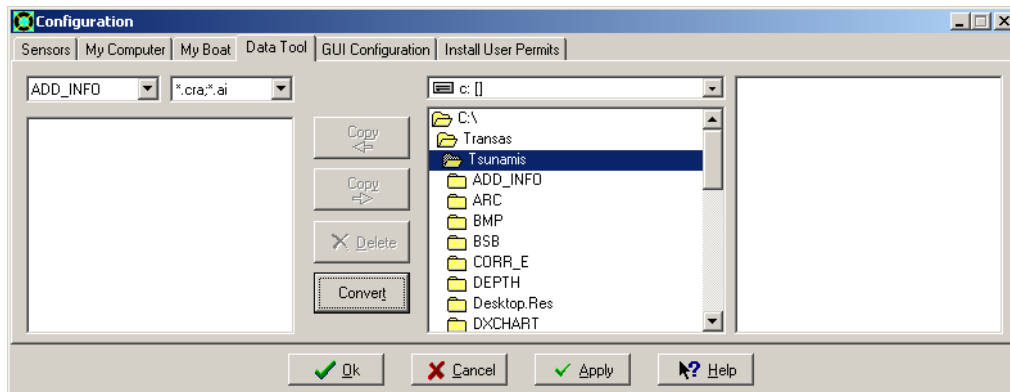 Configuration
Sensors My Computer My Boat Data Tool GUI Configuration Install User Permits
ADD_INFO *.cra;*.ai c: []
C:\
Transas
Tsunamis
ADD_INFO
ARC
BMP
BSB
CORR_E
DEPTH
Desktop.Res
DXCHART
Copy
Copy
Delete
Convert
Ok Cancel Apply Help